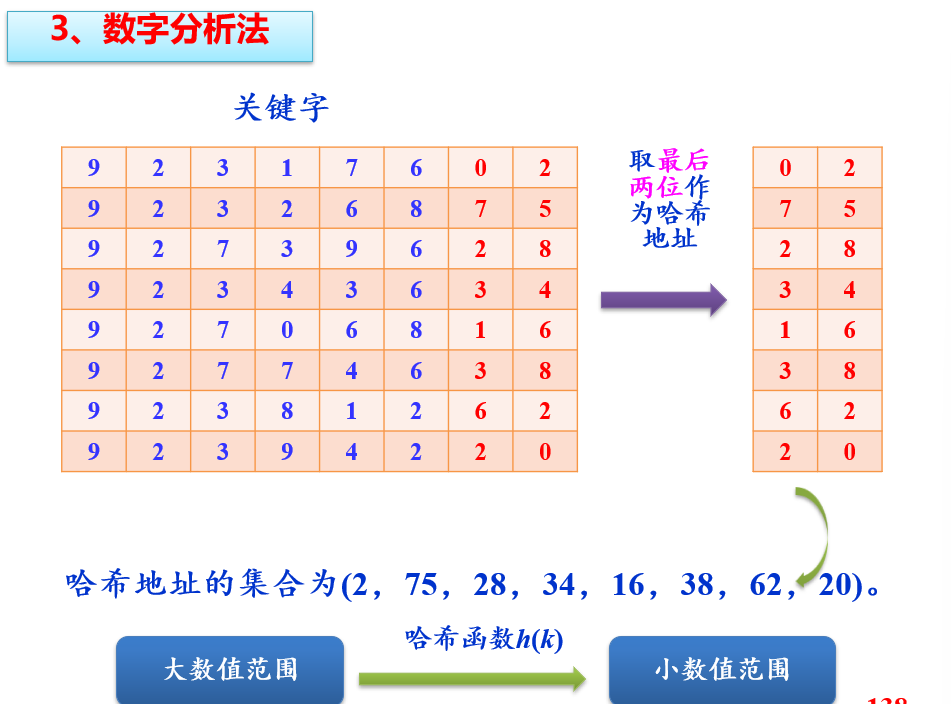 3、数字分析法
关键字
9 2 3 1 7 6 0 2
9 2 3 2 6 8 7 5
9 2 7 3 9 6 2 8
9 2 3 4 3 6 3 4
9 2 7 0 6 8 1 6
9 2 7 7 4 6 3 8
9 2 3 8 1 2 6 2
9 2 3 9 4 2 2 0
取最后
两位作
为哈希
地址
0 2
7 5
2 8
3 4
1 6
3 8
6 2
2 0
哈希地址的集合为(2，75，28，34，16，38，62，20)。
哈希函数h(k)
大数值范围
小数值范围